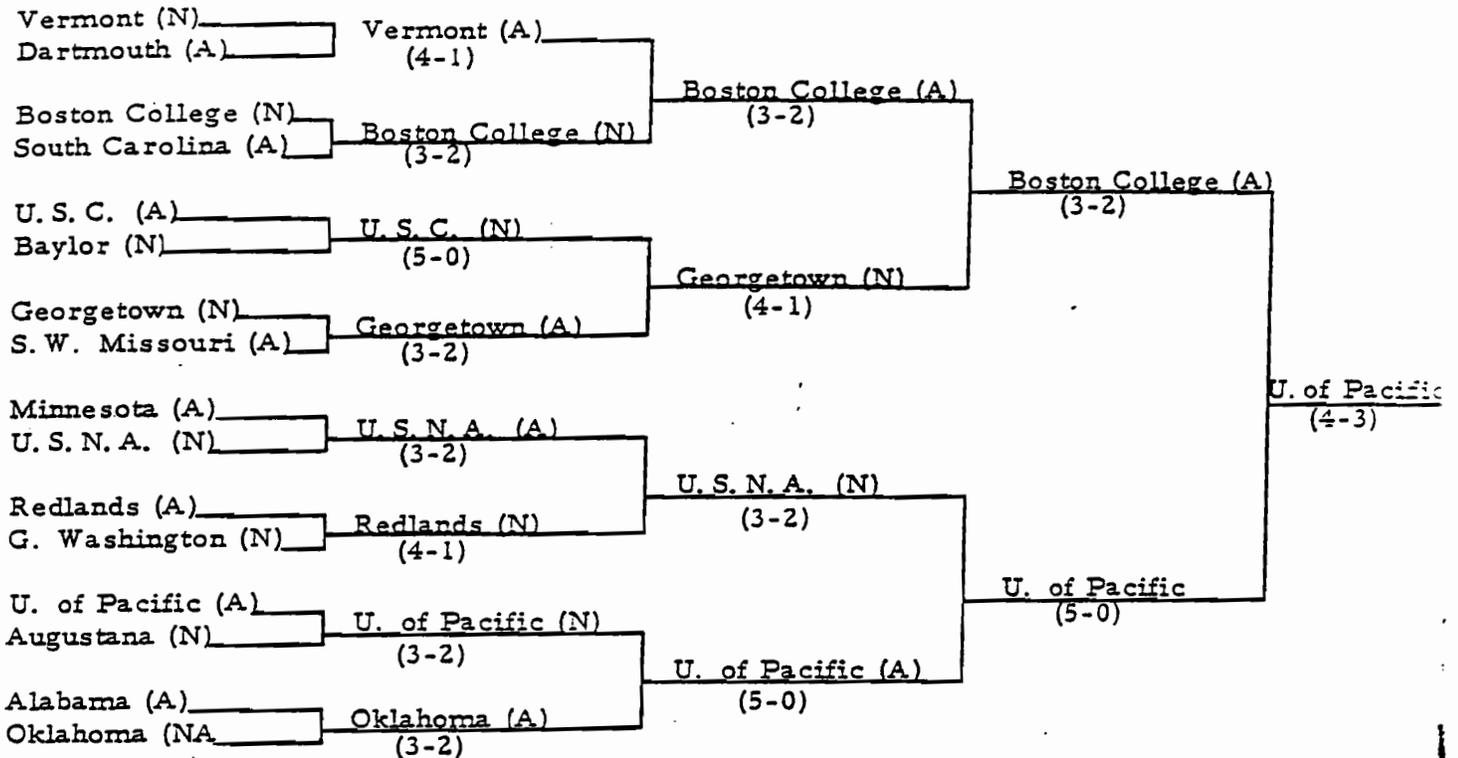 Vermont (N)
Dartmouth (A)
Boston College (N)
South Carolina (A)
U. S. C. (A)
Baylor (N)
Georgetown (N)
S. W. Missouri (A)
Minnesota (A)
U. S. N. A. (N)
Redlands (A)
G. Washington (N)
U. of Pacific (A)
Augustana (N)
Alabama (A)
Oklahoma (NA
Vermont (A)
(4-1)
Boston College (N)
(3-2)
U. S. C. (N)
(5-0)
Georgetown (A)
(3-2)
U. S. N. A. (A)
(3-2)
Redlands (N)
(4-1)
U. of Pacific (N)
(3-2)
Oklahoma (A)
(3-2)
Boston College (A)
(3-2)
Georgetown (N)
(4-1)
U. S. N. A. (N)
(3-2)
U. of Pacific (A)
(5-0)
Boston College (A)
(3-2)
U. of Pacific
(5-0)
U. of Pacific
(4-3)